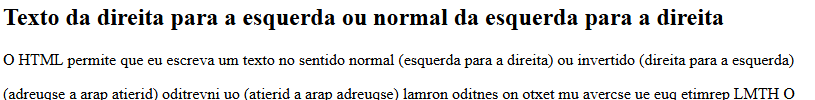 Texto da direita para a esquerda ou normal da esquerda para a direita
O HTML permite que eu escreva um texto no sentido normal (esquerda para a direita) ou invertido (direita para a esquerda)
(adreuqse a arap atierid) oditrevni uo (atierid a arap adreuqse) lamron oditnes on otxet mu avercse ue euq etimrep LMTH O